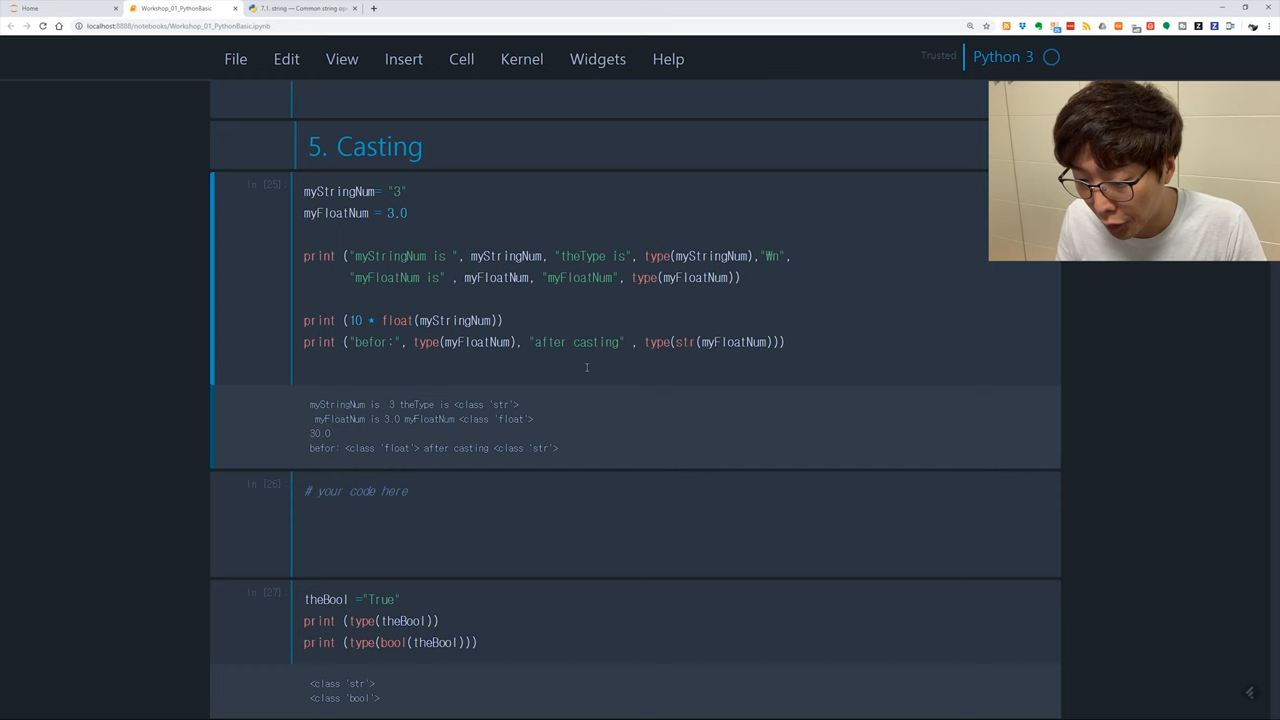 Home
Workshop_01_PythonBasic
7.1. string — Common string op
localhost:8888/notebooks/Workshop_01_PythonBasic.ipynb
File Edit View Insert Cell Kernel Widgets Help
Trusted
Python 3
5. Casting
In [25]
myStringNum= "3"
myFloatNum = 3.0
print ("myStringNum is ", myStringNum, "theType is", type(myStringNum),"₩n",
"myFloatNum is" , myFloatNum, "myFloatNum", type(myFloatNum))
print (10 * float(myStringNum))
print ("befor:", type(myFloatNum), "after casting" , type(str(myFloatNum)))
myStringNum is  3 theType is <class 'str'>
myFloatNum is 3.0 myFloatNum <class 'float'>
30.0
befor: <class 'float'> after casting <class 'str'>
In [26]
# your code here
In [27]
theBool ="True"
print (type(theBool))
print (type(bool(theBool)))
<class 'str'>
<class 'bool'>